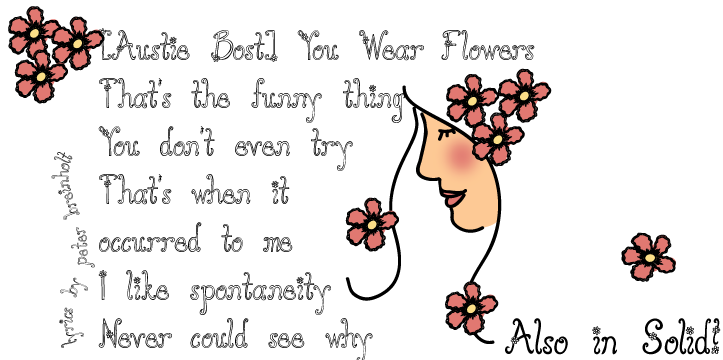 [Austie Bost] You Wear Flowers
That's the funny thing
You don't even try
That's when it
occurred to me
I like spontaneity
Never could see why
lyrics by peter breinholt
Also in Solid!